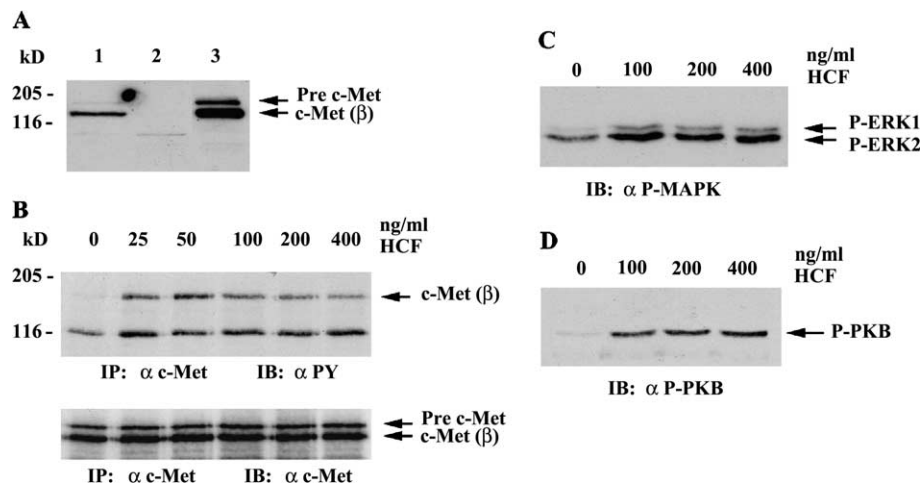 A
kD 1 2 3
205 -
116 -
Pre c-Met
c-Met (β)
B
kD 0 25 50 100 200 400 ng/ml HCF
205 -
116 -
c-Met (β)
IP: α c-Met IB: α PY
Pre c-Met
c-Met (β)
IP: α c-Met IB: α c-Met
C
0 100 200 400 ng/ml HCF
P-ERK1
P-ERK2
IB: α P-MAPK
D
0 100 200 400 ng/ml HCF
P-PKB
IB: α P-PKB